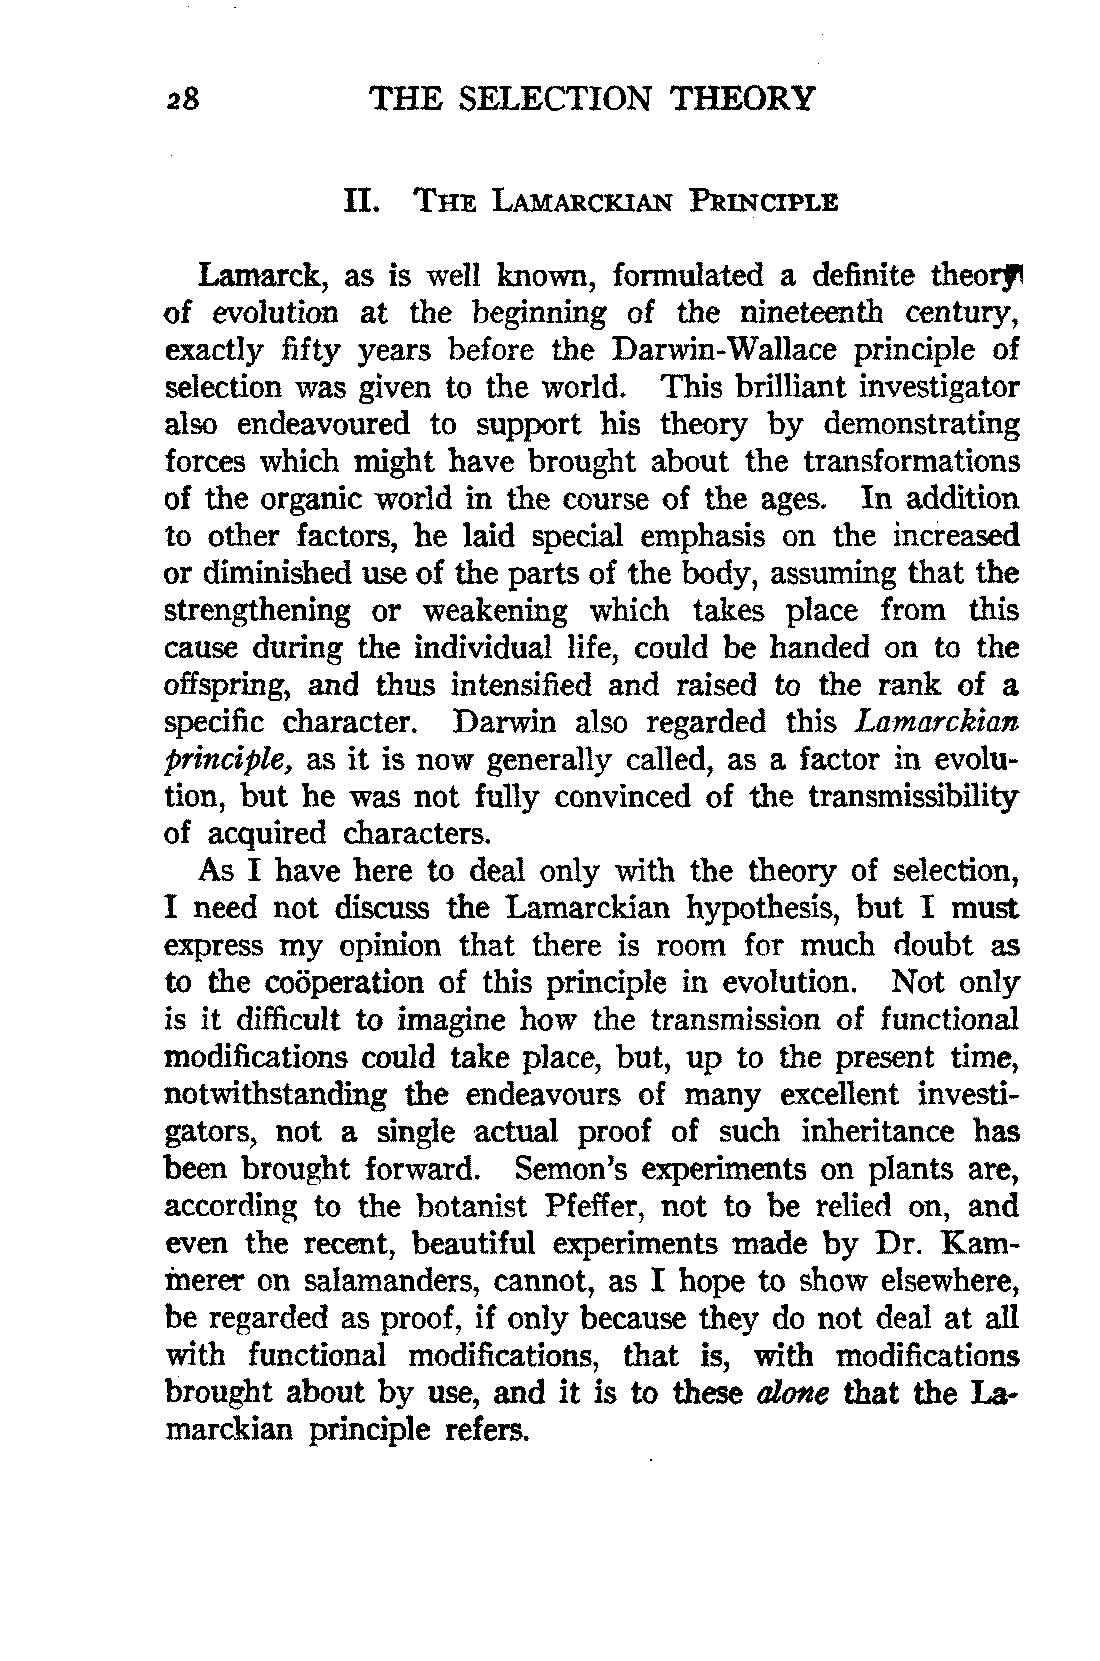 28 THE SELECTION THEORY
II. THE LAMARCKIAN PRINCIPLE
Lamarck, as is well known, formulated a definite theory
of evolution at the beginning of the nineteenth century,
exactly fifty years before the Darwin-Wallace principle of
selection was given to the world. This brilliant investigator
also endeavoured to support his theory by demonstrating
forces which might have brought about the transformations
of the organic world in the course of the ages. In addition
to other factors, he laid special emphasis on the increased
or diminished use of the parts of the body, assuming that the
strengthening or weakening which takes place from this
cause during the individual life, could be handed on to the
offspring, and thus intensified and raised to the rank of a
specific character. Darwin also regarded this Lamarckian
principle, as it is now generally called, as a factor in evolu-
tion, but he was not fully convinced of the transmissibility
of acquired characters.
As I have here to deal only with the theory of selection,
I need not discuss the Lamarckian hypothesis, but I must
express my opinion that there is room for much doubt as
to the coöperation of this principle in evolution. Not only
is it difficult to imagine how the transmission of functional
modifications could take place, but, up to the present time,
notwithstanding the endeavours of many excellent investi-
gators, not a single actual proof of such inheritance has
been brought forward. Semon's experiments on plants are,
according to the botanist Pfeffer, not to be relied on, and
even the recent, beautiful experiments made by Dr. Kam-
merer on salamanders, cannot, as I hope to show elsewhere,
be regarded as proof, if only because they do not deal at all
with functional modifications, that is, with modifications
brought about by use, and it is to these alone that the La-
marckian principle refers.